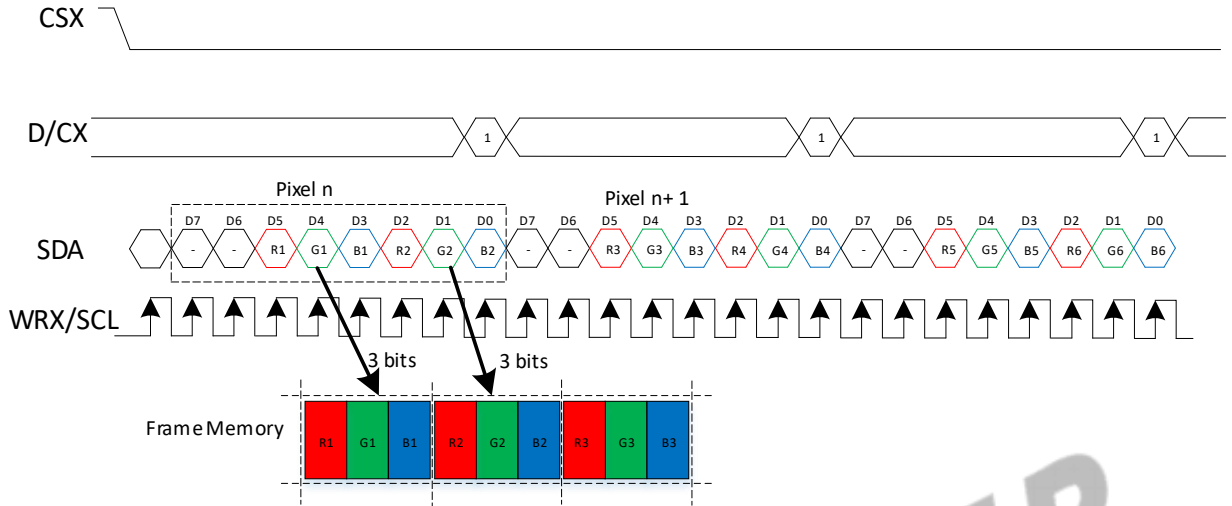 CSX
D/CX 1 1 1
Pixel n Pixel n+ 1
D7 D6 D5 D4 D3 D2 D1 D0 D7 D6 D5 D4 D3 D2 D1 D0 D7 D6 D5 D4 D3 D2 D1 D0
SDA - - R1 G1 B1 R2 G2 B2 - - R3 G3 B3 R4 G4 B4 - - R5 G5 B5 R6 G6 B6
WRX/SCL
3 bits 3 bits
Frame Memory R1 G1 B1 R2 G2 B2 R3 G3 B3